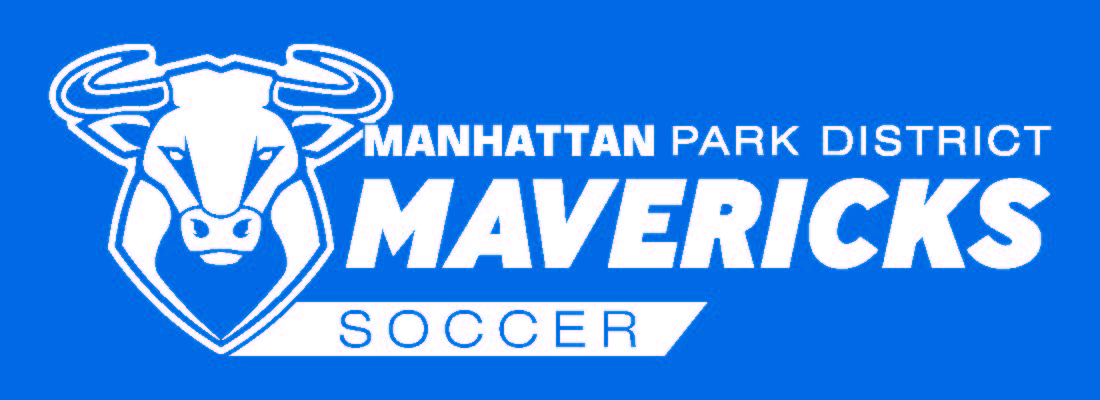 MANHATTAN PARK DISTRICT
MAVERICKS
SOCCER